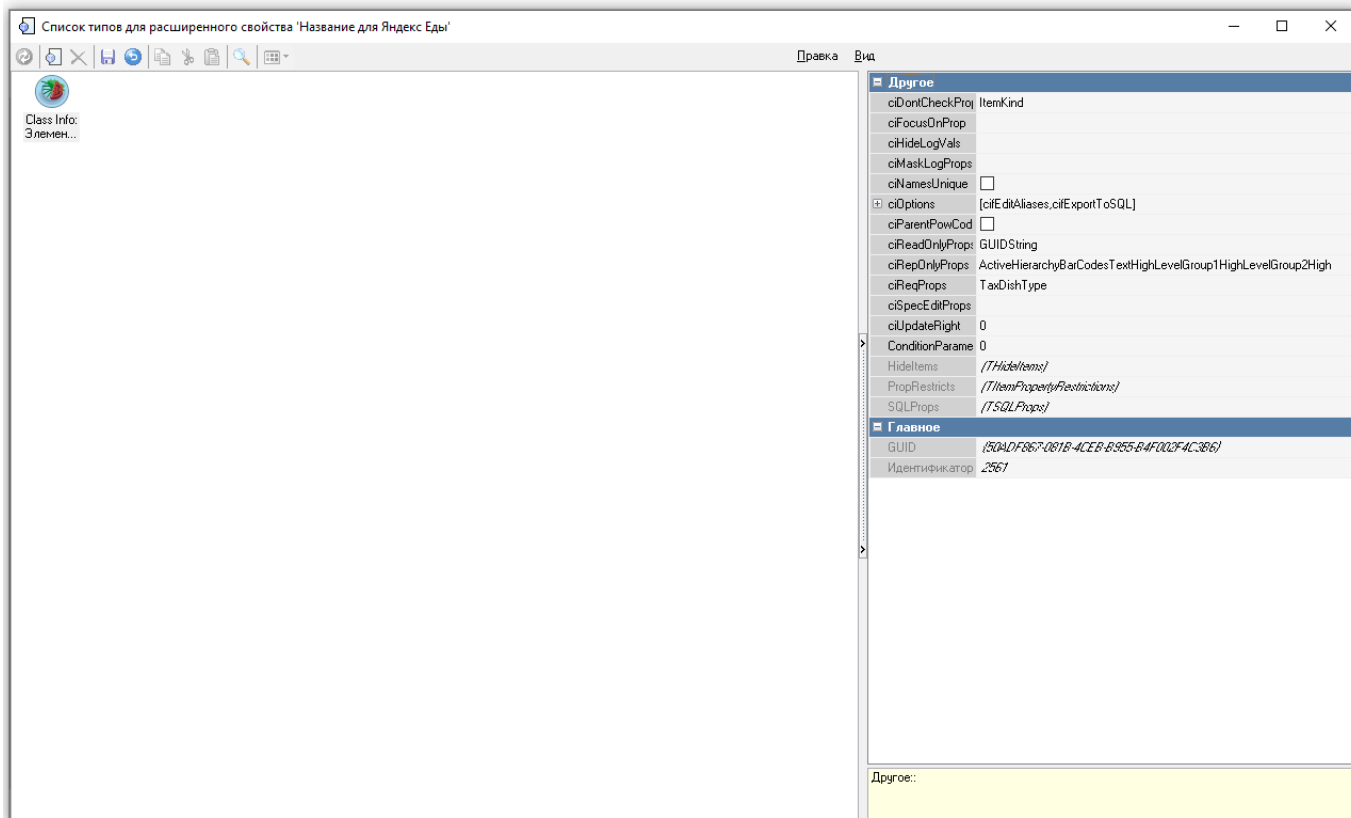 Список типов для расширенного свойства 'Название для Яндекс Еды'
Правка Вид
Class Info:
Элемен...
Другое
ciDontCheckProp ItemKind
ciFocusOnProp
ciHideLogVals
ciMaskLogProps
ciNamesUnique
ciOptions [cifEditAliases,cifExportToSQL]
ciParentPowCod
ciReadOnlyProps GUIDString
ciRepOnlyProps ActiveHierarchyBarCodesTextHighLevelGroup1HighLevelGroup2High
ciReqProps TaxDishType
ciSpecEditProps
ciUpdateRight 0
ConditionParame 0
HideItems (THideItems)
PropRestricts (TItemPropertyRestrictions)
SQLProps (TSQLProps)
Главное
GUID {50ADF867-081B-4CEB-B955-B4F002F4C3B6}
Идентификатор 2561
Другое::